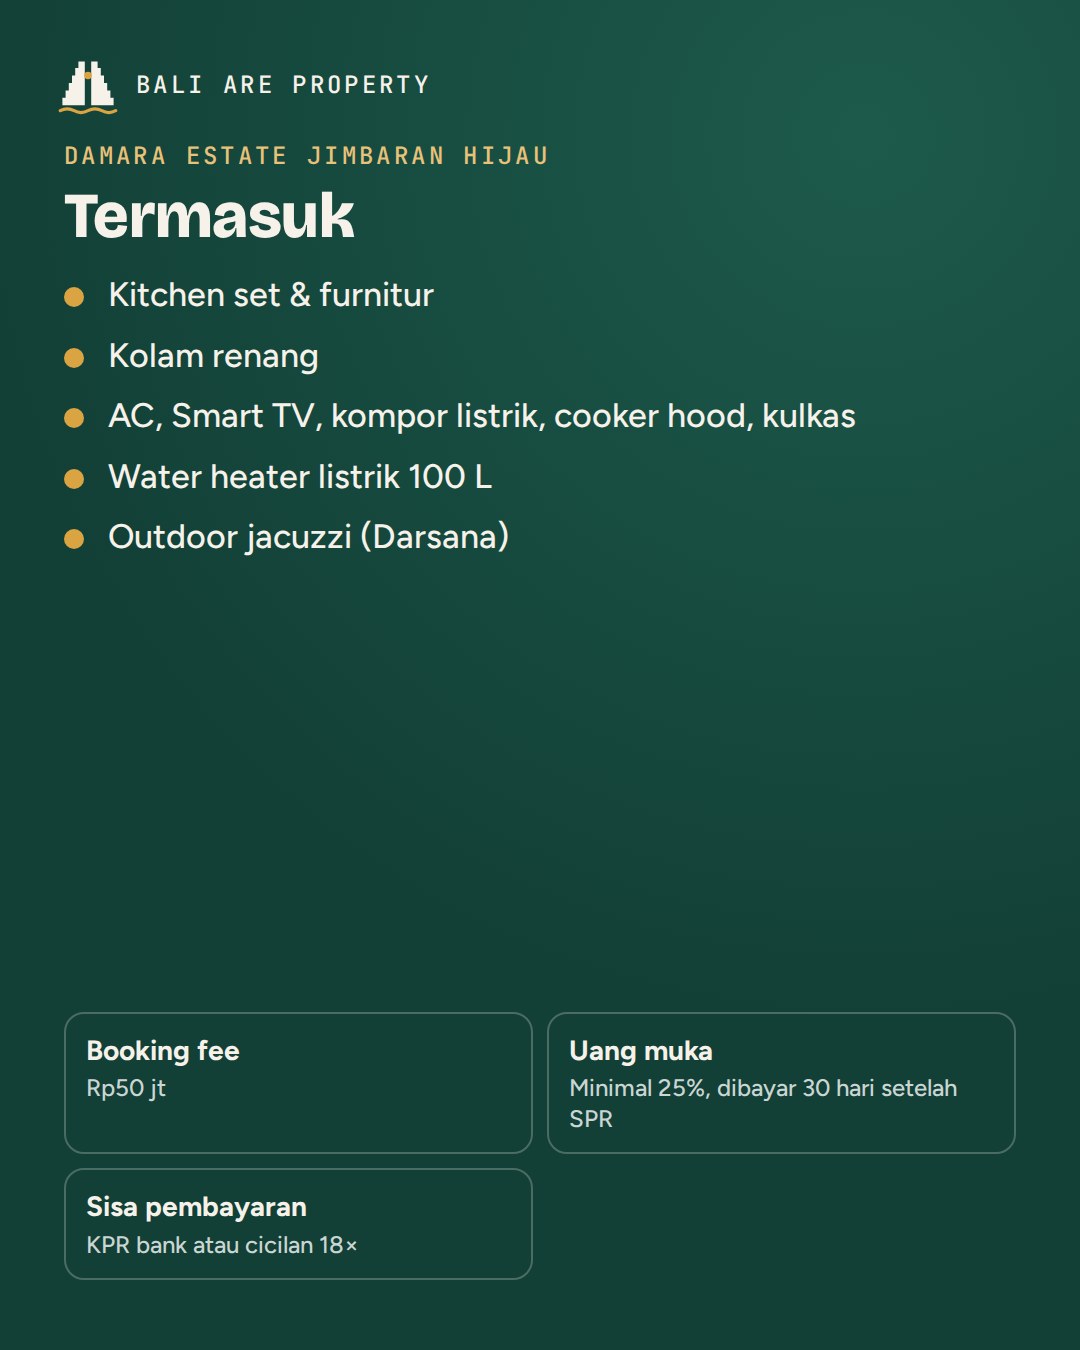 BALI ARE PROPERTY
DAMARA ESTATE JIMBARAN HIJAU
Termasuk
Kitchen set & furnitur
Kolam renang
AC, Smart TV, kompor listrik, cooker hood, kulkas
Water heater listrik 100 L
Outdoor jacuzzi (Darsana)
Booking fee
Rp50 jt
Uang muka
Minimal 25%, dibayar 30 hari setelah
SPR
Sisa pembayaran
KPR bank atau cicilan 18×